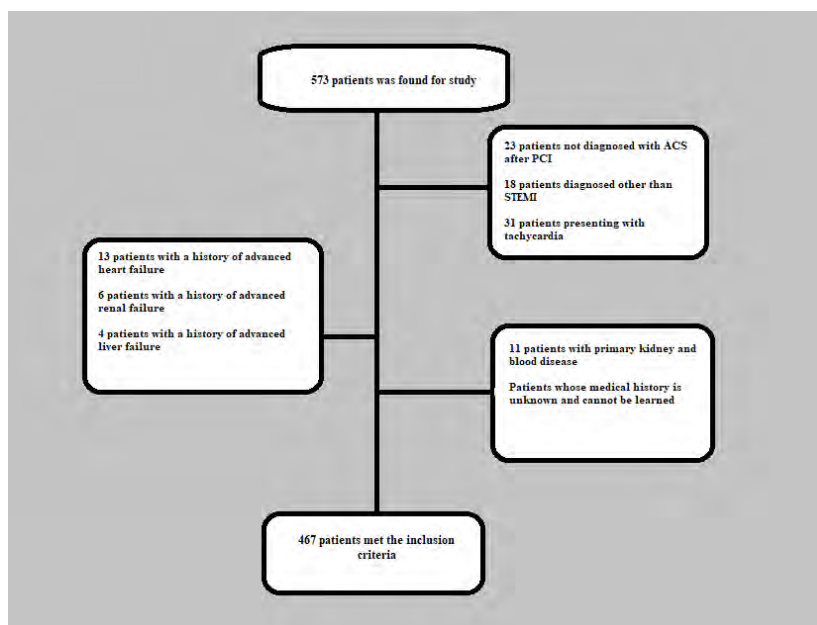 573 patients was found for study
23 patients not diagnosed with ACS
after PCI
18 patients diagnosed other than
STEMI
31 patients presenting with
tachycardia
13 patients with a history of advanced
heart failure
6 patients with a history of advanced
renal failure
4 patients with a history of advanced
liver failure
11 patients with primary kidney and
blood disease
Patients whose medical history is
unknown and cannot be learned
467 patients met the inclusion
criteria